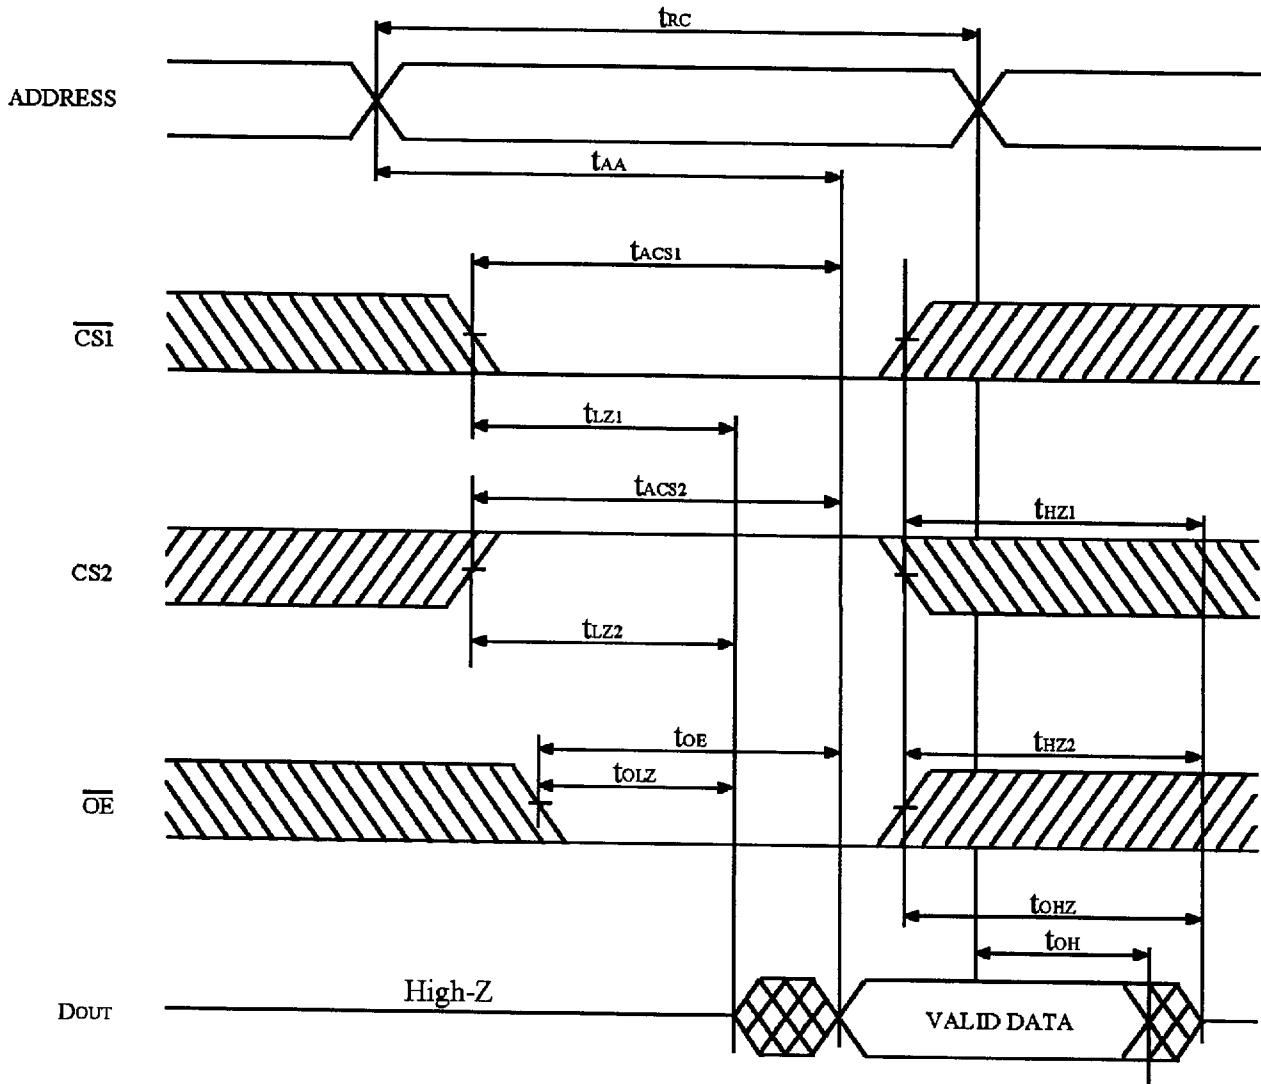 tRC
ADDRESS
tAA
tACS1
CS1
tLZ1
tACS2
tHZ1
CS2
tLZ2
tOE
tHZ2
tOLZ
OE
tOHZ
tOH
High-Z
DOUT
VALID DATA